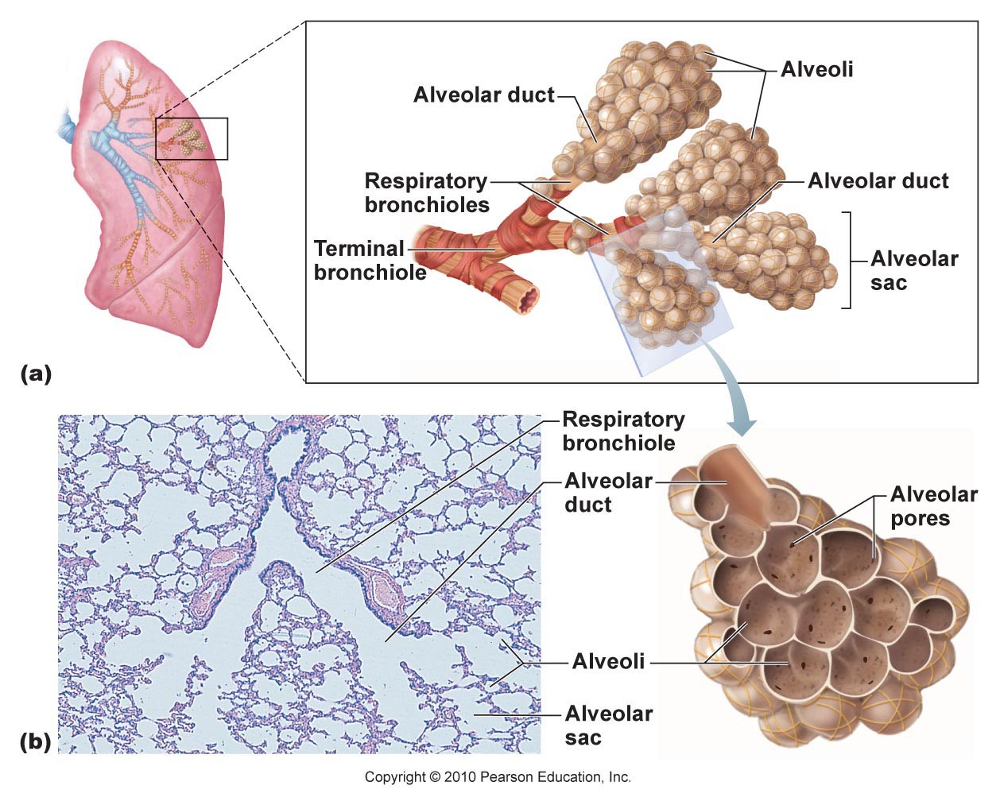 Alveoli
Alveolar duct
Respiratory
bronchioles
Alveolar duct
Terminal
bronchiole
Alveolar
sac
(a)
Respiratory
bronchiole
Alveolar
duct
Alveolar
pores
Alveoli
Alveolar
sac
(b)
Copyright © 2010 Pearson Education, Inc.